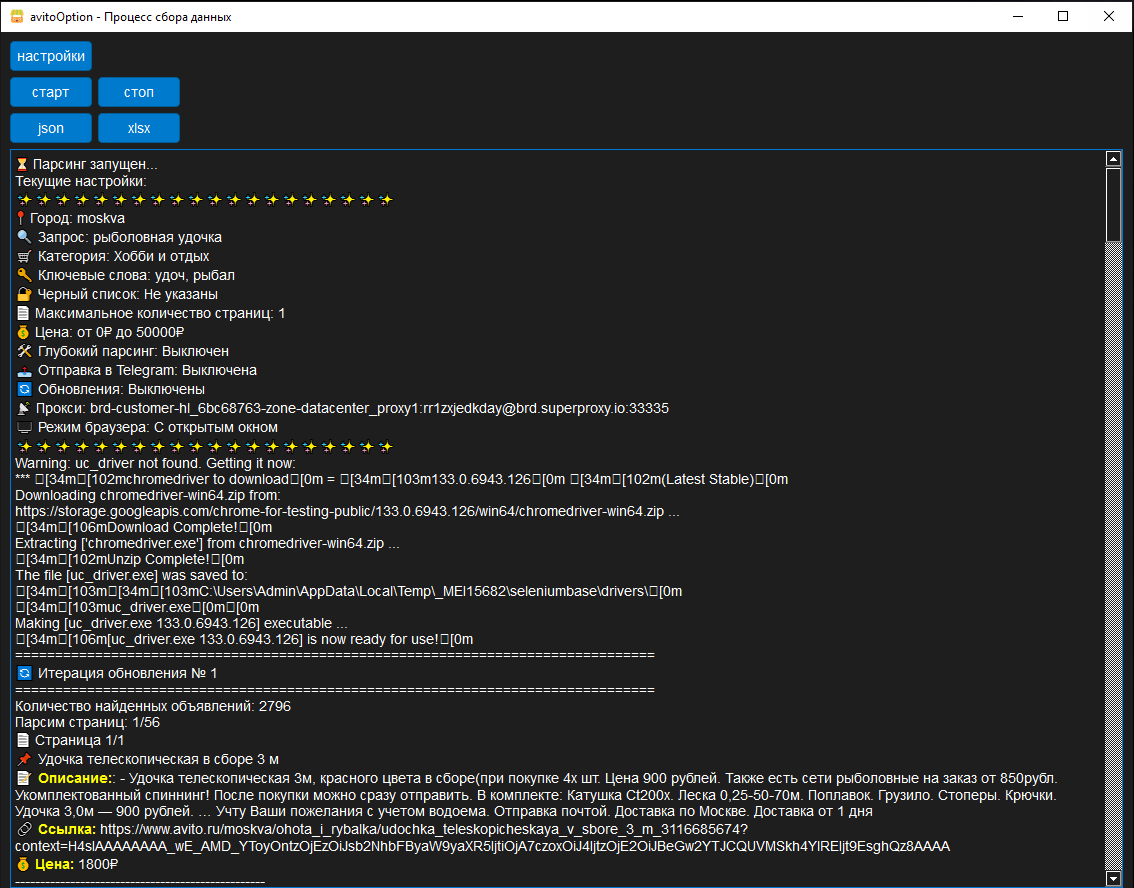 avitoOption - Процесс сбора данных
настройки
старт стоп
json xlsx
Парсинг запущен...
Текущие настройки:
Город: moskva
Запрос: рыболовная удочка
Категория: Хобби и отдых
Ключевые слова: удоч, рыбал
Черный список: Не указаны
Максимальное количество страниц: 1
Цена: от 0₽ до 50000₽
Глубокий парсинг: Выключен
Отправка в Telegram: Выключена
Обновления: Выключены
Прокси: brd-customer-hl_6bc68763-zone-datacenter_proxy1:rr1zxjedkday@brd.superproxy.io:33335
Режим браузера: С открытым окном
Warning: uc_driver not found. Getting it now:
*** □[34m□[102mchromedriver to download□[0m = □[34m□[103m133.0.6943.126□[0m □[34m□[102m(Latest Stable)□[0m
Downloading chromedriver-win64.zip from:
https://storage.googleapis.com/chrome-for-testing-public/133.0.6943.126/win64/chromedriver-win64.zip ...
□[34m□[106mDownload Complete!□[0m
Extracting ['chromedriver.exe'] from chromedriver-win64.zip ...
□[34m□[102mUnzip Complete!□[0m
The file [uc_driver.exe] was saved to:
□[34m□[103m□[34m□[103mC:\Users\Admin\AppData\Local\Temp\_MEI15682\seleniumbase\drivers\□[0m
□[34m□[103muc_driver.exe□[0m□[0m
Making [uc_driver.exe 133.0.6943.126] executable ...
□[34m□[106m[uc_driver.exe 133.0.6943.126] is now ready for use!□[0m
================================================================================
Итерация обновления № 1
================================================================================
Количество найденных объявлений: 2796
Парсим страниц: 1/56
Страница 1/1
Удочка телескопическая в сборе 3 м
Описание:: - Удочка телескопическая 3м, красного цвета в сборе(при покупке 4х шт. Цена 900 рублей. Также есть сети рыболовные на заказ от 850рубл.
Укомплектованный спиннинг! После покупки можно сразу отправить. В комплекте: Катушка Ct200x. Леска 0,25-50-70м. Поплавок. Грузило. Стоперы. Крючки.
Удочка 3,0м — 900 рублей. … Учту Ваши пожелания с учетом водоема. Отправка почтой. Доставка по Москве. Доставка от 1 дня
Ссылка: https://www.avito.ru/moskva/ohota_i_rybalka/udochka_teleskopicheskaya_v_sbore_3_m_3116685674?
context=H4sIAAAAAAAA_wE_AMD_YToyOntzOjEzOiJsb2NhbFByaW9yaXR5IjtiOjA7czoxOiJ4IjtzOjE2OiJBeGw2YTJCQUVMSkh4YlREIjt9EsghQz8AAAA
Цена: 1800₽
--------------------------------------------------